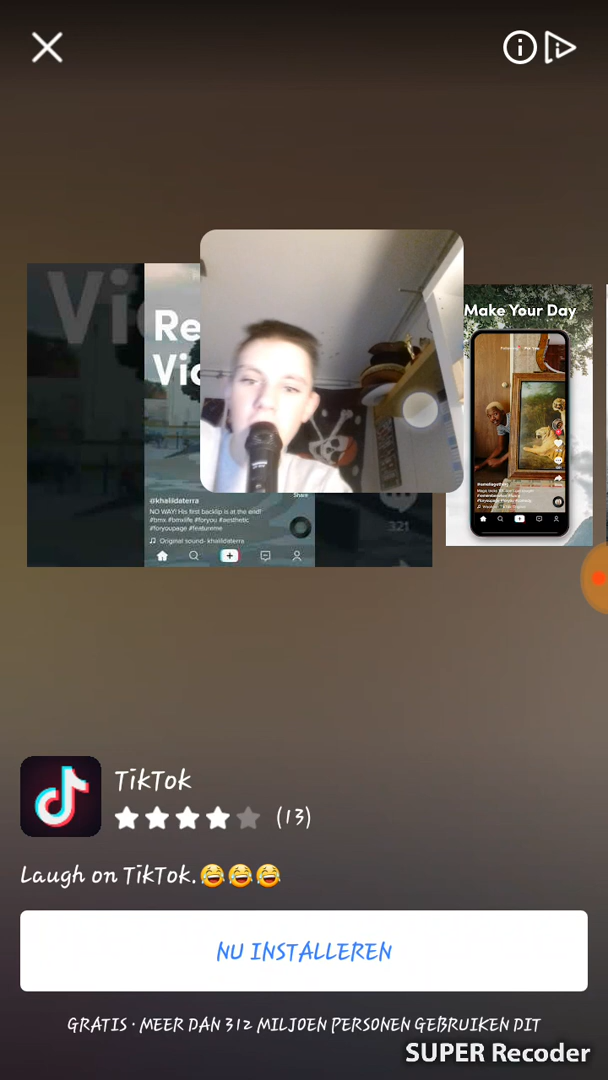 Vi
Re
Vic
Make Your Day
Share
@khalildaterra
NO WAY! His first backlip is at the end!
#bmx #bmxlife #foryou #aesthetic
#foryoupage #featureme
Original sound- khalildaterra
321
TikTok
(13)
Laugh on TikTok.😂😂😂
NU INSTALLEREN
GRATIS · MEER DAN 312 MILJOEN PERSONEN GEBRUIKEN DIT
SUPER Recoder